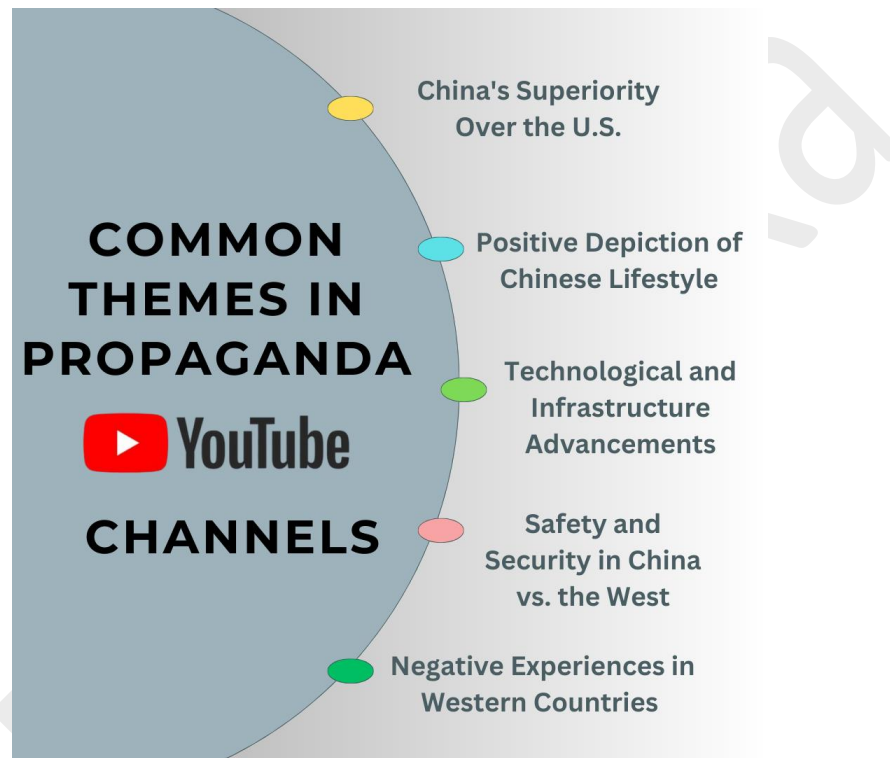 COMMON
THEMES IN
PROPAGANDA
YouTube
CHANNELS
China's Superiority
Over the U.S.
Positive Depiction of
Chinese Lifestyle
Technological and
Infrastructure
Advancements
Safety and
Security in China
vs. the West
Negative Experiences in
Western Countries